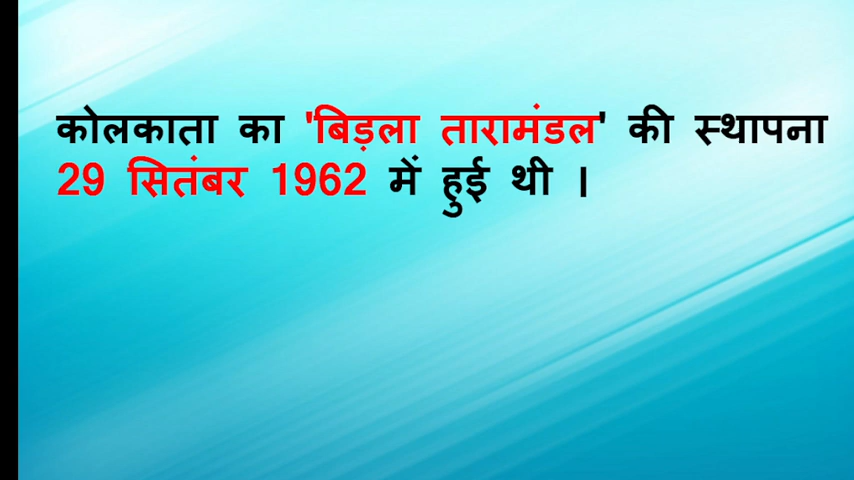 कोलकाता का 'बिड़ला तारामंडल' की स्थापना
29 सितंबर 1962 में हुई थी ।